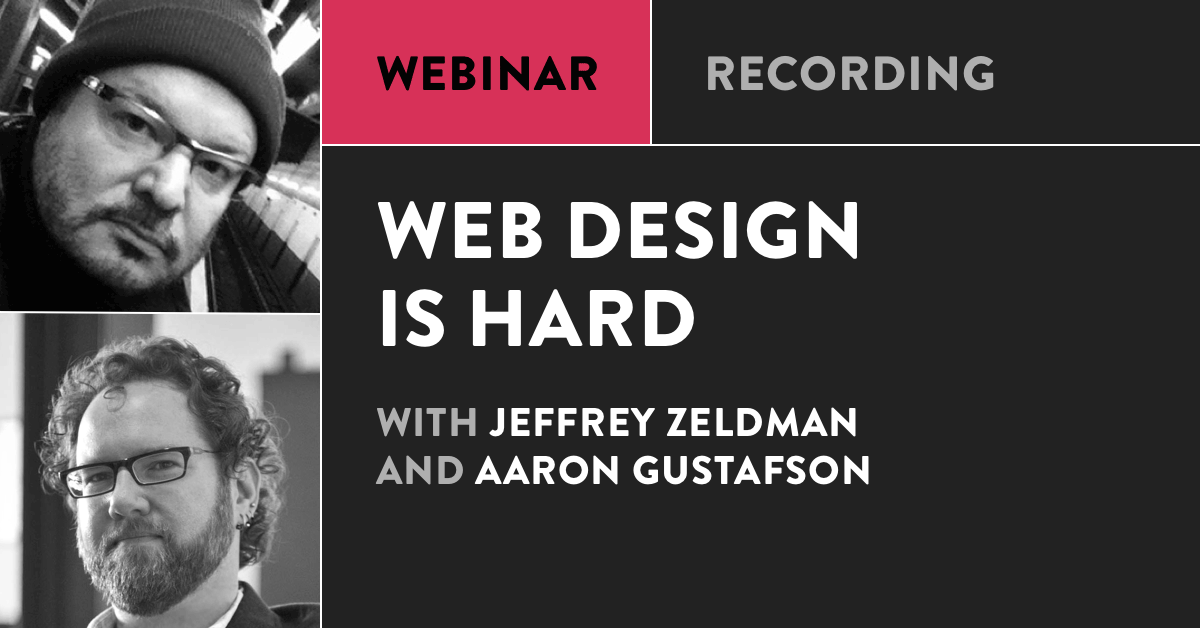 WEBINAR
RECORDING
WEB DESIGN
IS HARD
WITH JEFFREY ZELDMAN
AND AARON GUSTAFSON